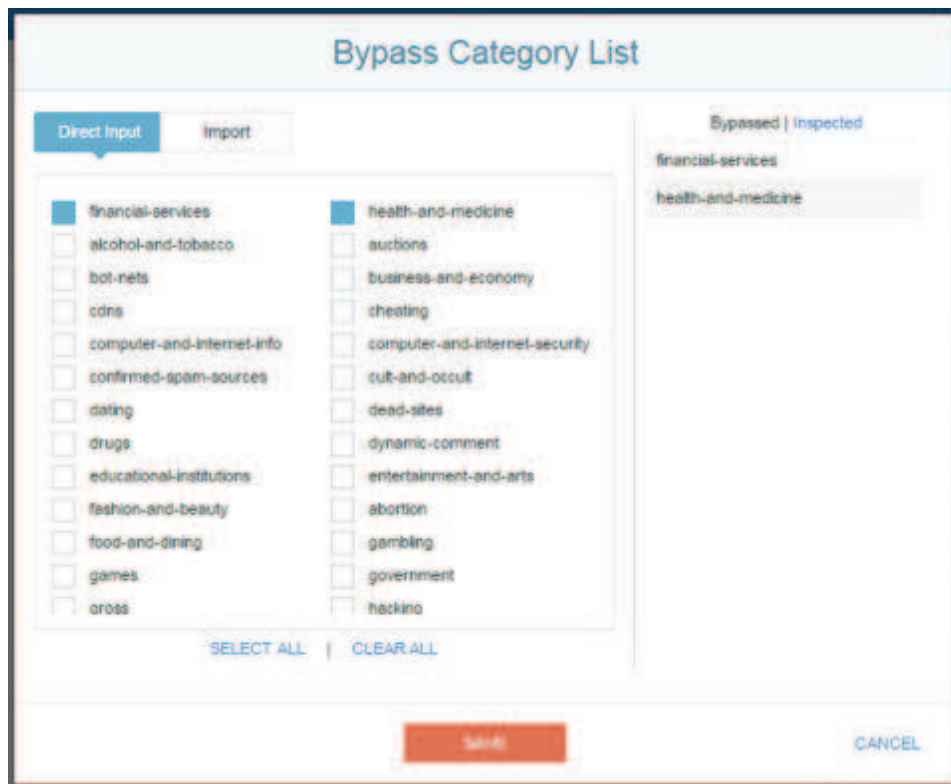 Bypass Category List
Direct Input Import
financial-services health-and-medicine
alcohol-and-tobacco auctions
bot-nets business-and-economy
cdns cheating
computer-and-internet-info computer-and-internet-security
confirmed-spam-sources cult-and-occult
dating dead-sites
drugs dynamic-comment
educational-institutions entertainment-and-arts
fashion-and-beauty abortion
food-and-dining gambling
games government
gross hacking
SELECT ALL | CLEAR ALL
Bypassed | Inspected
financial-services
health-and-medicine
SAVE
CANCEL